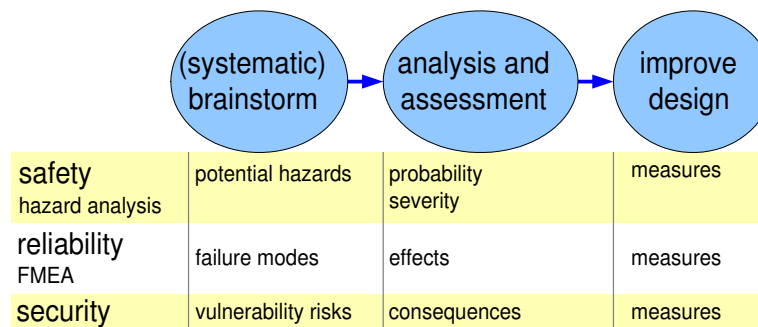 (systematic)
brainstorm
analysis and
assessment
improve
design
safety
hazard analysis
potential hazards
probability
severity
measures
reliability
FMEA
failure modes
effects
measures
security
vulnerability risks
consequences
measures